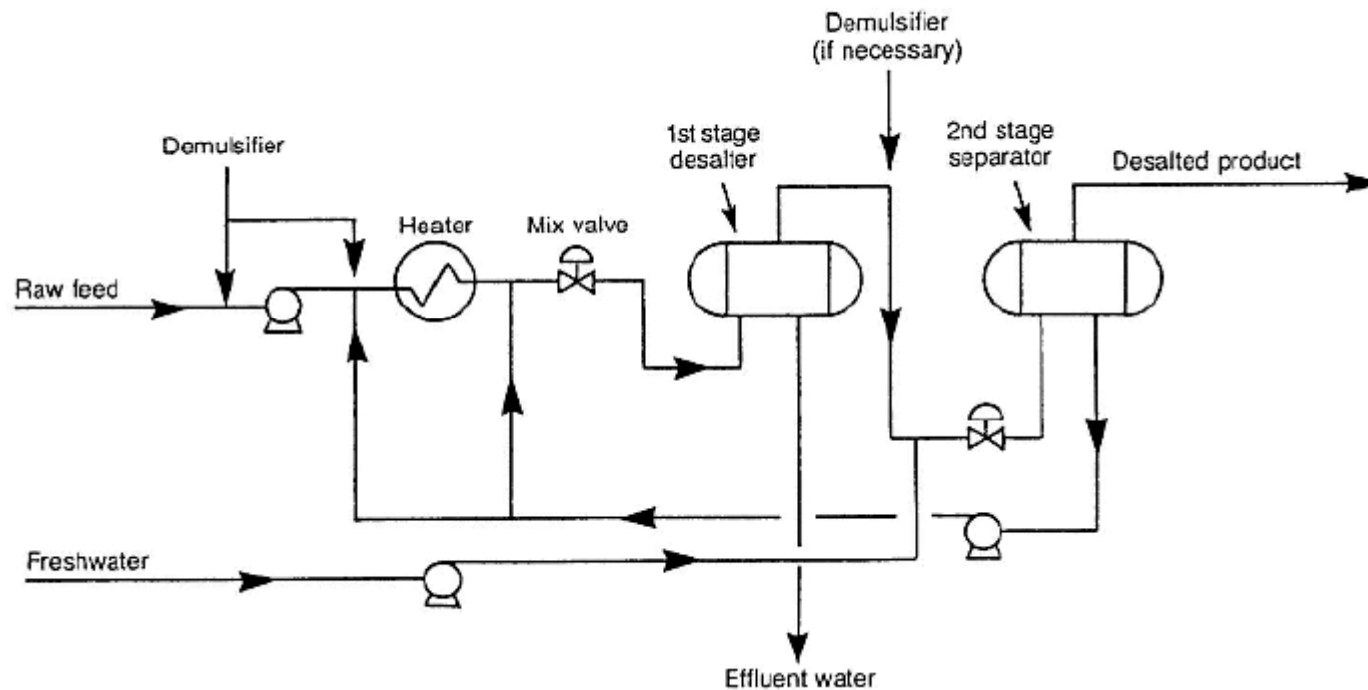 Demulsifier
(if necessary)
1st stage
desalter
2nd stage
separator
Demulsifier
Desalted product
Heater
Mix valve
Raw feed
Freshwater
Effluent water